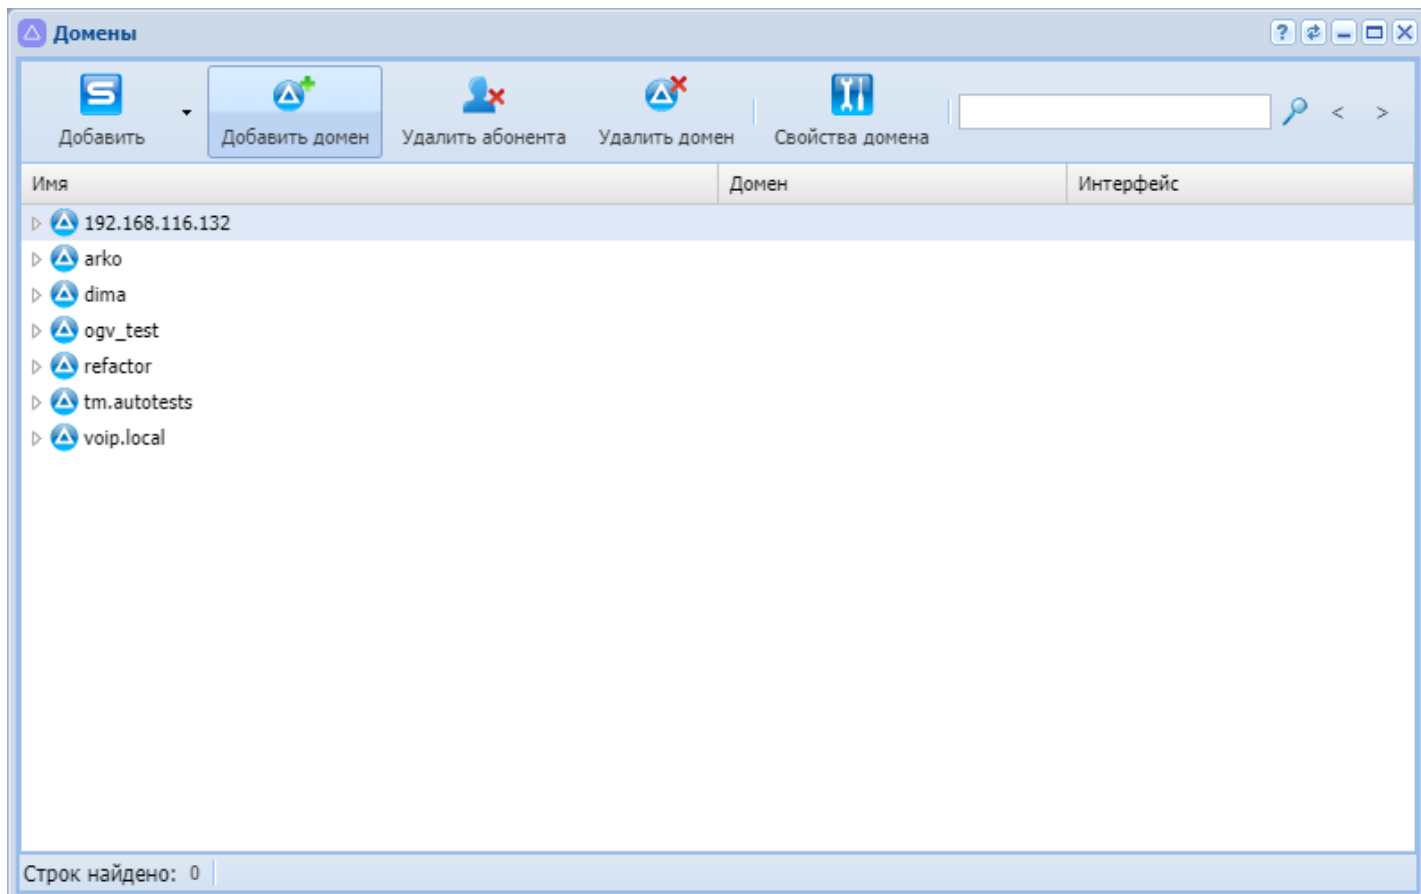 Домены
Добавить Добавить домен Удалить абонента Удалить домен Свойства домена < >
Имя Домен Интерфейс
192.168.116.132
arko
dima
ogv_test
refactor
tm.autotests
voip.local
Строк найдено: 0